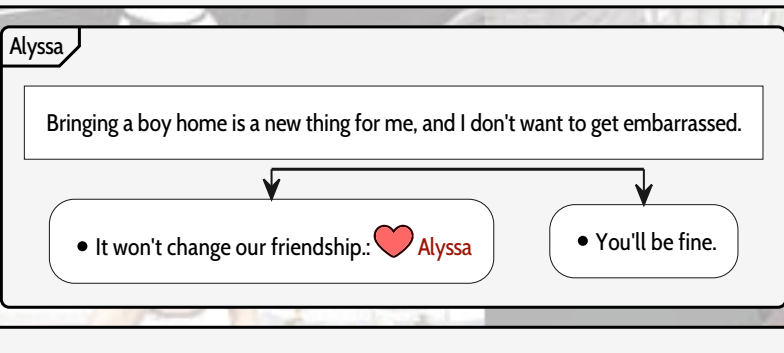 Alyssa
Bringing a boy home is a new thing for me, and I don't want to get embarrassed.
• It won't change our friendship.: Alyssa
• You'll be fine.